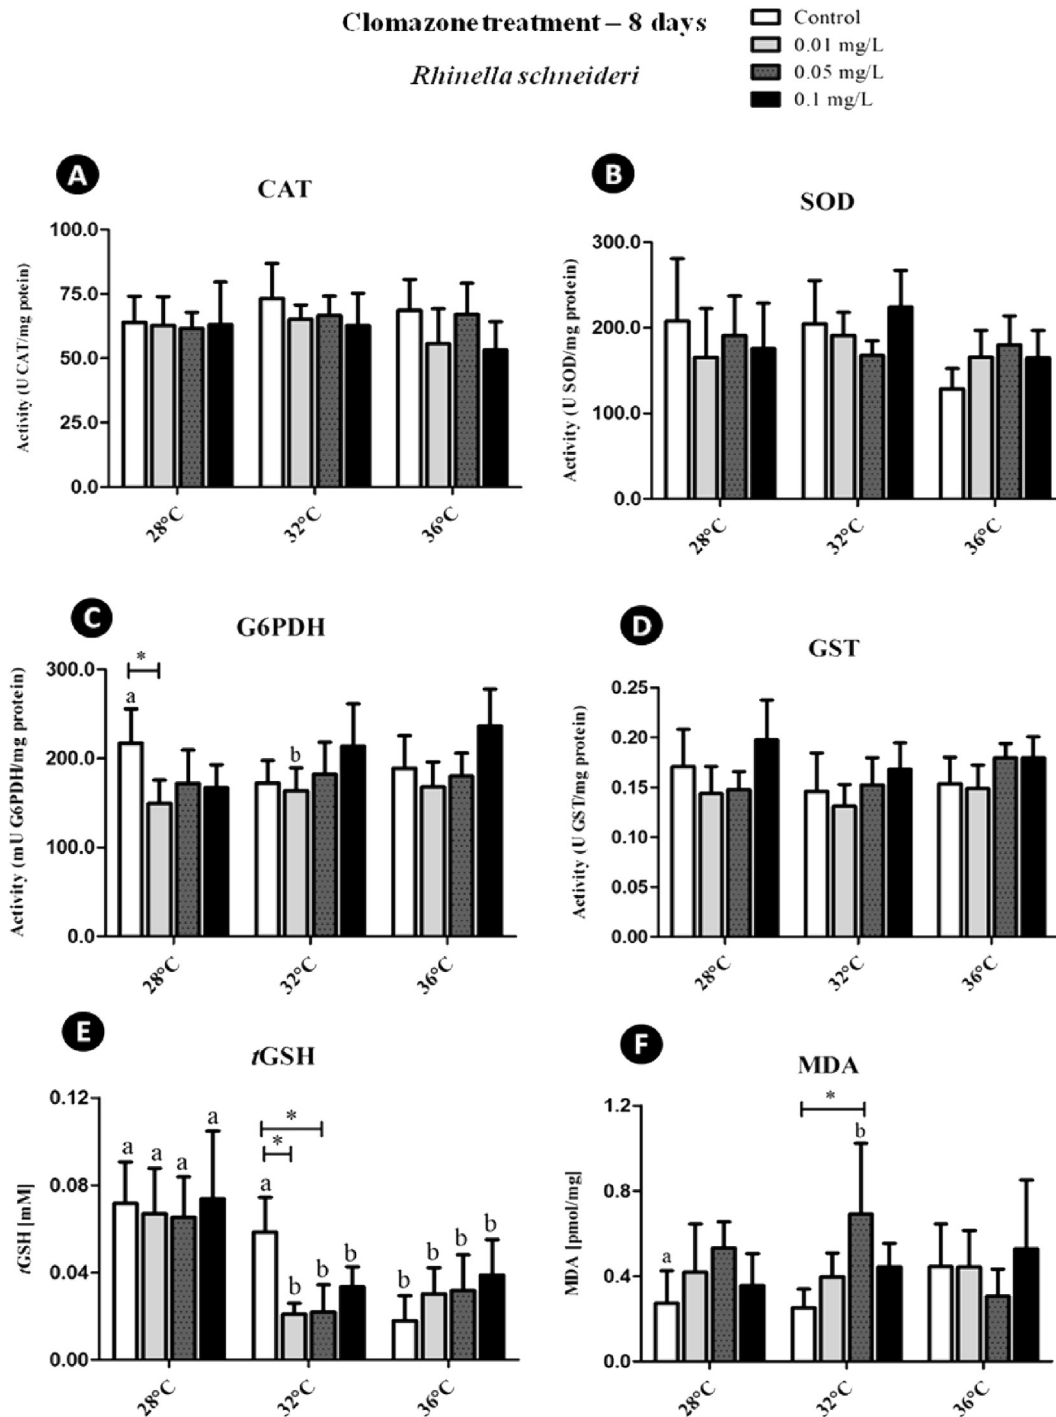 Clomazone treatment – 8 days
Rhinella schneideri
Control
0.01 mg/L
0.05 mg/L
0.1 mg/L
A
CAT
Activity (U CAT/mg potein)
100.0
75.0
50.0
25.0
0.0
28°C
32°C
36°C
B
SOD
Activity (U SOD/mg protein)
300.0
200.0
100.0
0.0
28°C
32°C
36°C
C
G6PDH
Activity (mU G6PDH/mg protein)
300.0
200.0
100.0
0.0
*
a
b
28°C
32°C
36°C
D
GST
Activity (U GST/mg protein)
0.25
0.20
0.15
0.10
0.05
0.00
28°C
32°C
36°C
E
tGSH
tGSH [mM]
0.12
0.08
0.04
0.00
a a a a
*
*
a b b b
b b b b
28°C
32°C
36°C
F
MDA
MDA [pmol/mg]
1.2
0.8
0.4
0.0
*
a
b
28°C
32°C
36°C